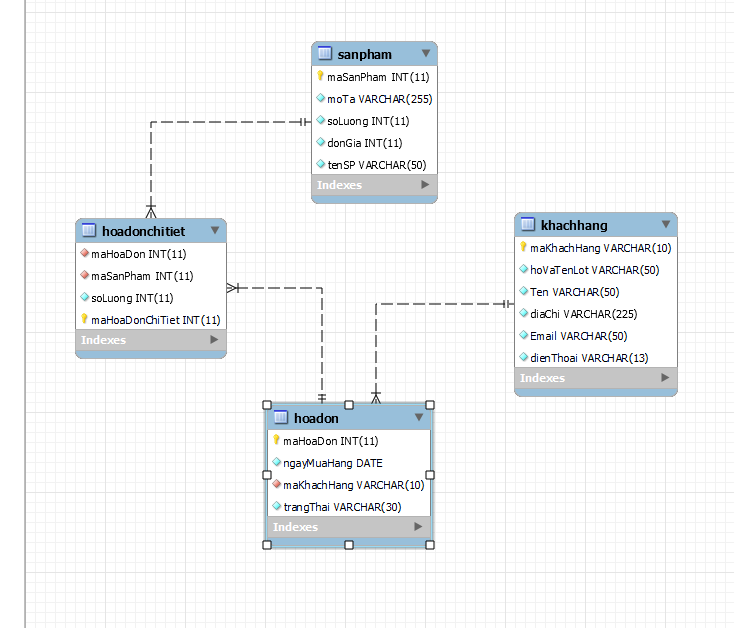 sanpham
maSanPham INT(11)
moTa VARCHAR(255)
soLuong INT(11)
donGia INT(11)
tenSP VARCHAR(50)
Indexes
hoadonchitiet
maHoaDon INT(11)
maSanPham INT(11)
soLuong INT(11)
maHoaDonChiTiet INT(11)
Indexes
khachhang
maKhachHang VARCHAR(10)
hoVaTenLot VARCHAR(50)
Ten VARCHAR(50)
diaChi VARCHAR(225)
Email VARCHAR(50)
dienThoai VARCHAR(13)
Indexes
hoadon
maHoaDon INT(11)
ngayMuaHang DATE
maKhachHang VARCHAR(10)
trangThai VARCHAR(30)
Indexes